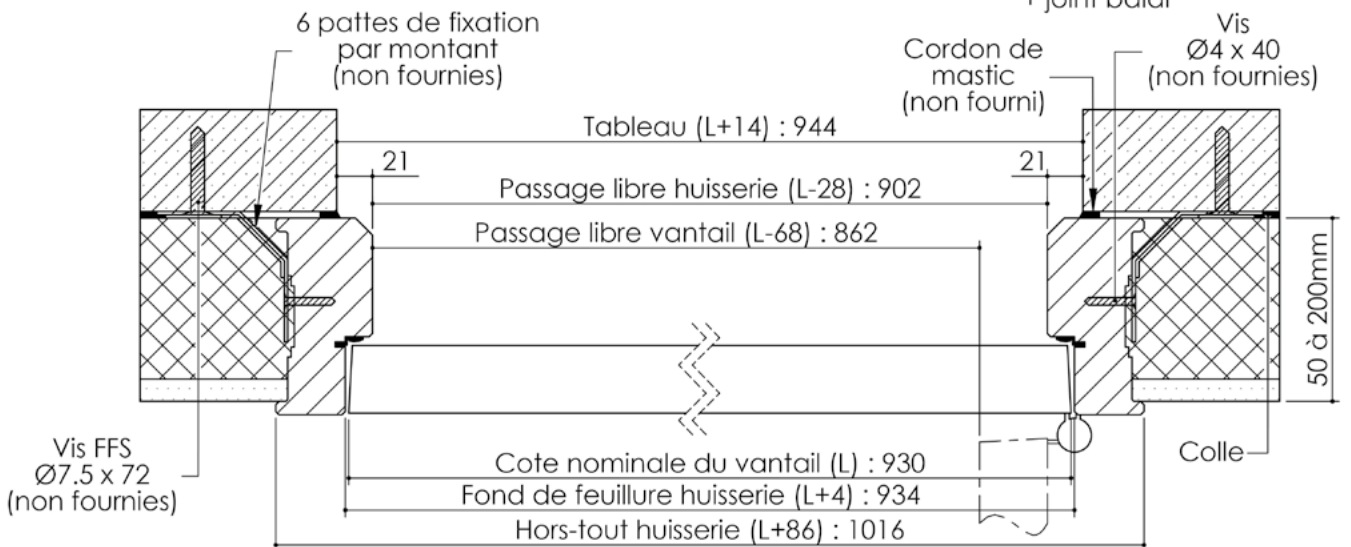 + joint balai
6 pattes de fixation
par montant
(non fournies)
Cordon de
mastic
(non fourni)
Vis
Ø4 x 40
(non fournies)
Tableau (L+14) : 944
21
21
Passage libre huisserie (L-28) : 902
Passage libre vantail (L-68) : 862
50 à 200mm
Vis FFS
Ø7.5 x 72
(non fournies)
Colle
Cote nominale du vantail (L) : 930
Fond de feuillure huisserie (L+4) : 934
Hors-tout huisserie (L+86) : 1016